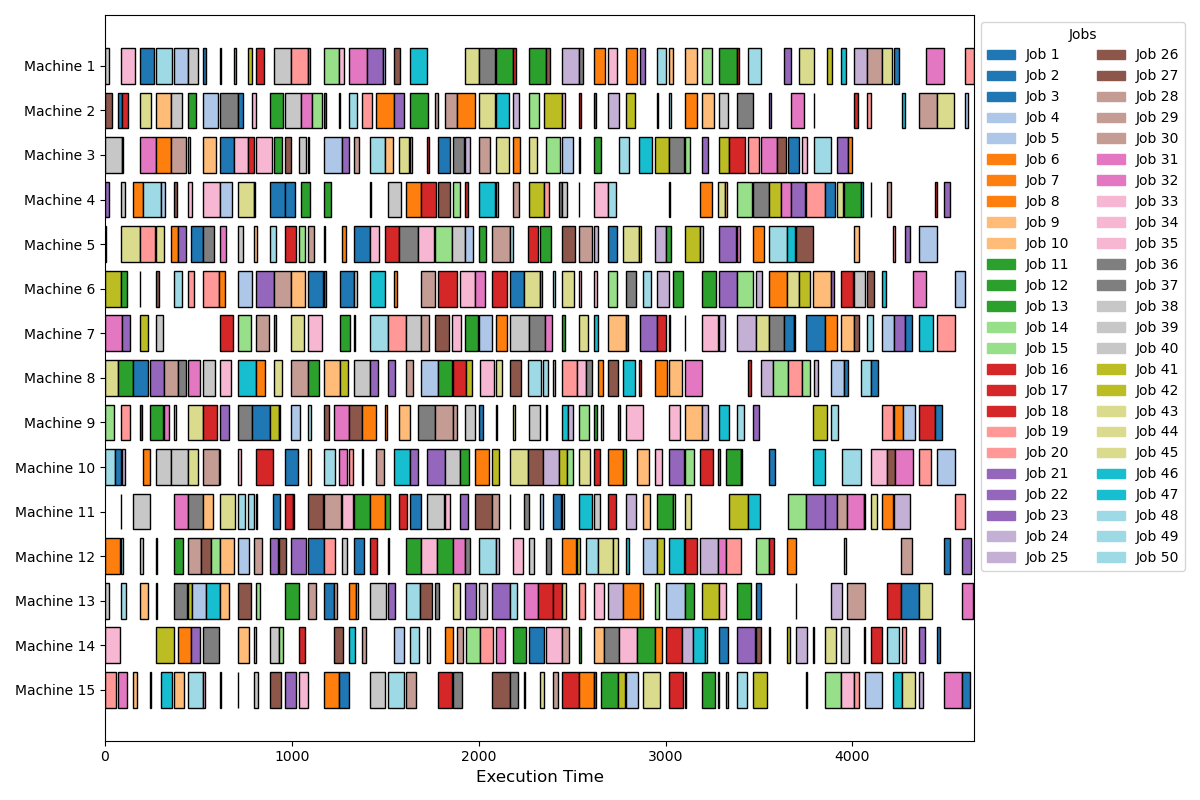 Machine 1
Machine 2
Machine 3
Machine 4
Machine 5
Machine 6
Machine 7
Machine 8
Machine 9
Machine 10
Machine 11
Machine 12
Machine 13
Machine 14
Machine 15
0 1000 2000 3000 4000
Execution Time
Jobs
Job 1 Job 26
Job 2 Job 27
Job 3 Job 28
Job 4 Job 29
Job 5 Job 30
Job 6 Job 31
Job 7 Job 32
Job 8 Job 33
Job 9 Job 34
Job 10 Job 35
Job 11 Job 36
Job 12 Job 37
Job 13 Job 38
Job 14 Job 39
Job 15 Job 40
Job 16 Job 41
Job 17 Job 42
Job 18 Job 43
Job 19 Job 44
Job 20 Job 45
Job 21 Job 46
Job 22 Job 47
Job 23 Job 48
Job 24 Job 49
Job 25 Job 50